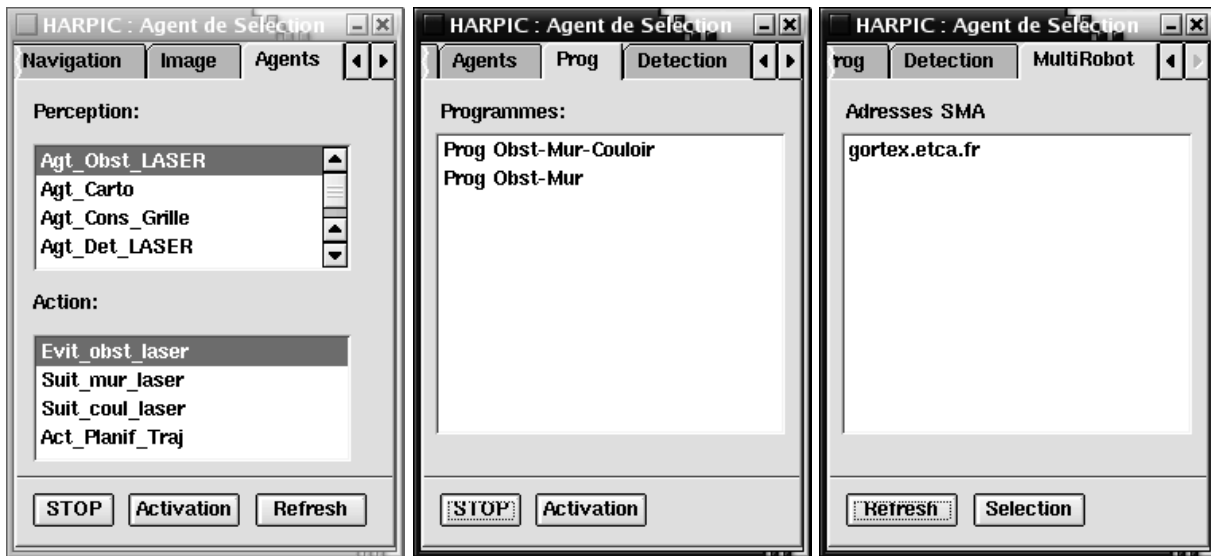 HARPIC : Agent de Selection
Navigation Image Agents
Perception:
Agt_Obst_LASER
Agt_Carto
Agt_Cons_Grille
Agt_Det_LASER
Action:
Evit_obst_laser
Suit_mur_laser
Suit_coul_laser
Act_Planif_Traj
STOP Activation Refresh
HARPIC : Agent de Selection
Agents Prog Detection
Programmes:
Prog Obst-Mur-Couloir
Prog Obst-Mur
STOP Activation
HARPIC : Agent de Selection
rog Detection MultiRobot
Adresses SMA
gortex.etca.fr
Refresh Selection